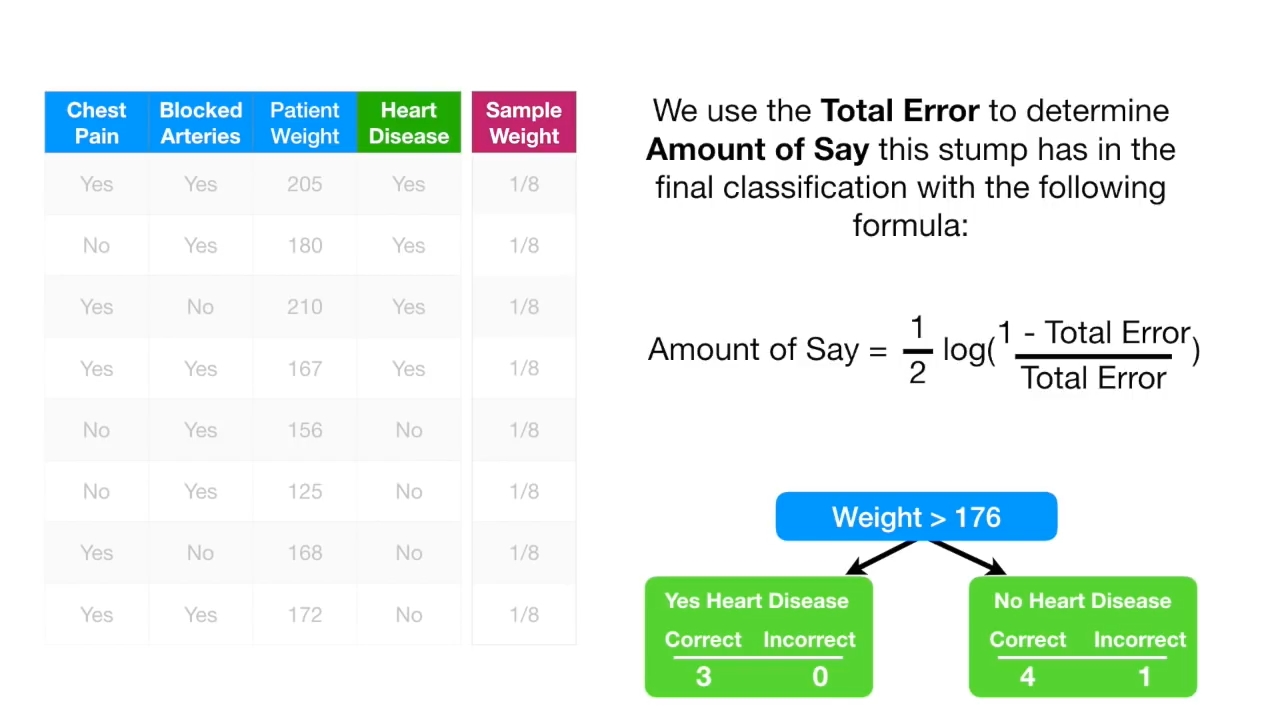 Chest Pain Blocked Arteries Patient Weight Heart Disease Sample Weight
Yes Yes 205 Yes 1/8
No Yes 180 Yes 1/8
Yes No 210 Yes 1/8
Yes Yes 167 Yes 1/8
No Yes 156 No 1/8
No Yes 125 No 1/8
Yes No 168 No 1/8
Yes Yes 172 No 1/8
We use the Total Error to determine
Amount of Say this stump has in the
final classification with the following
formula:
Amount of Say = 1/2 log(1 - Total Error / Total Error)
Weight > 176
Yes Heart Disease
Correct Incorrect
3 0
No Heart Disease
Correct Incorrect
4 1